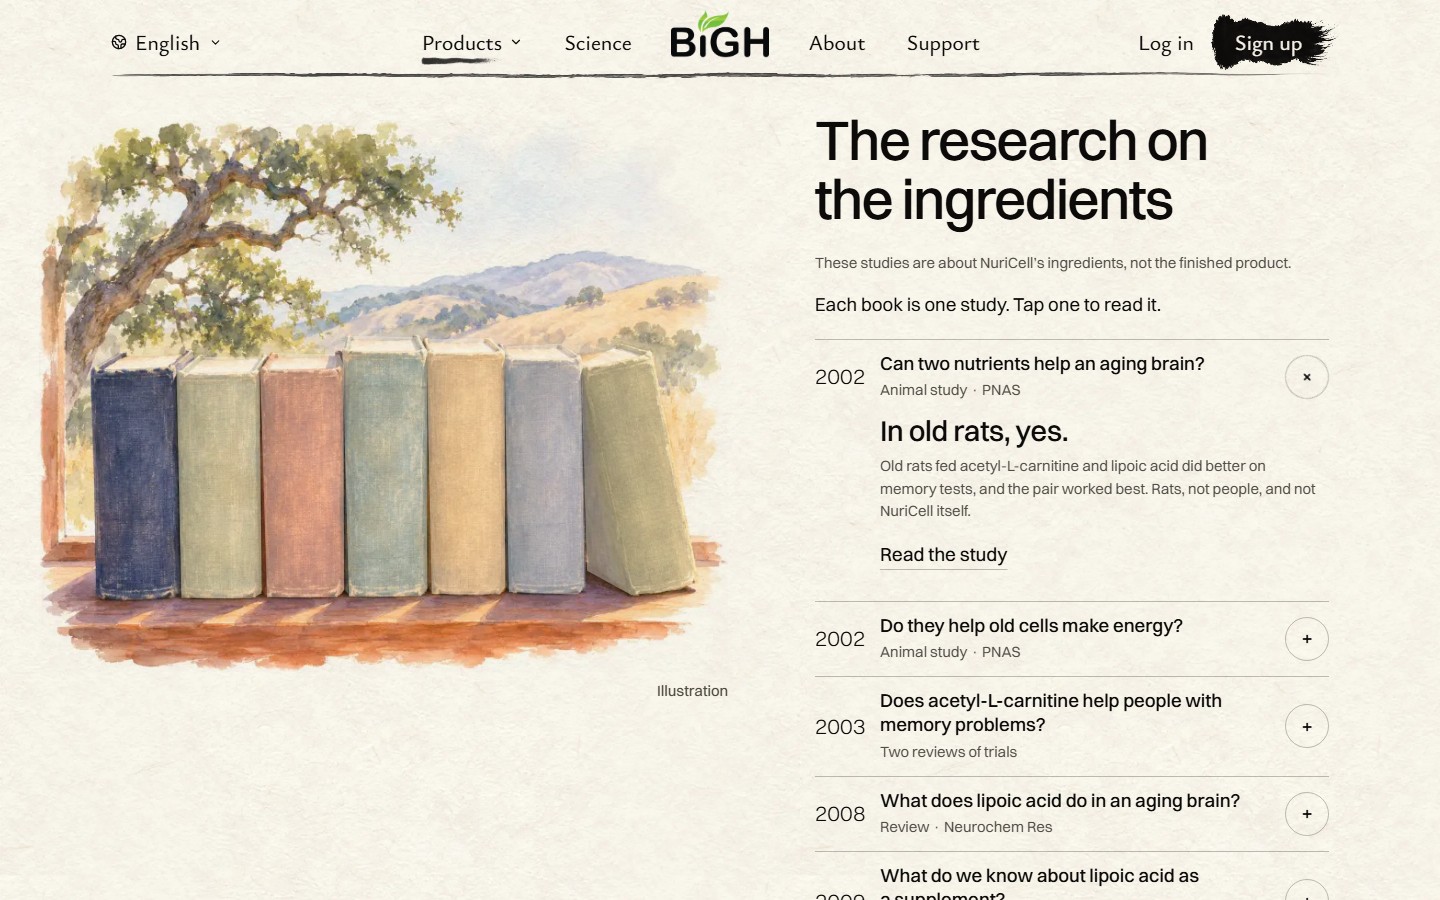 English
Products
Science
BiGH
About
Support
Log in
Sign up
The research on
the ingredients
These studies are about NuriCell’s ingredients, not the finished product.
Each book is one study. Tap one to read it.
2002
Can two nutrients help an aging brain?
Animal study · PNAS
In old rats, yes.
Old rats fed acetyl-L-carnitine and lipoic acid did better on
memory tests, and the pair worked best. Rats, not people, and not
NuriCell itself.
Read the study
2002
Do they help old cells make energy?
Animal study · PNAS
2003
Does acetyl-L-carnitine help people with
memory problems?
Two reviews of trials
2008
What does lipoic acid do in an aging brain?
Review · Neurochem Res
What do we know about lipoic acid as
a supplement?
Illustration